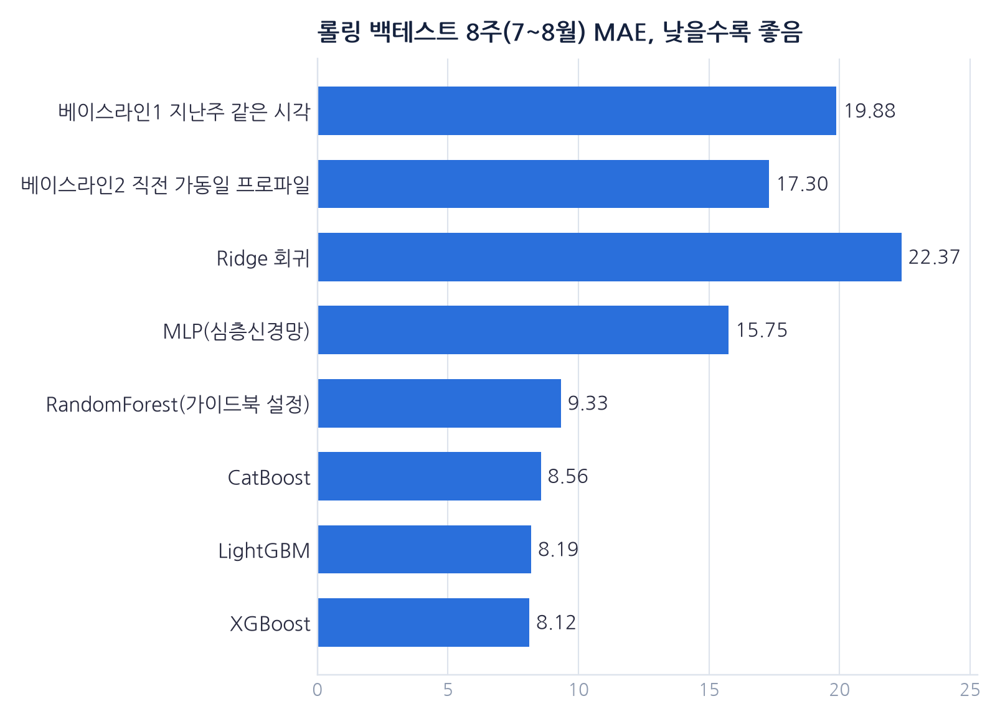 롤링 백테스트 8주(7~8월) MAE, 낮을수록 좋음
베이스라인1 지난주 같은 시각 19.88
베이스라인2 직전 가동일 프로파일 17.30
Ridge 회귀 22.37
MLP(심층신경망) 15.75
RandomForest(가이드북 설정) 9.33
CatBoost 8.56
LightGBM 8.19
XGBoost 8.12
0 5 10 15 20 25